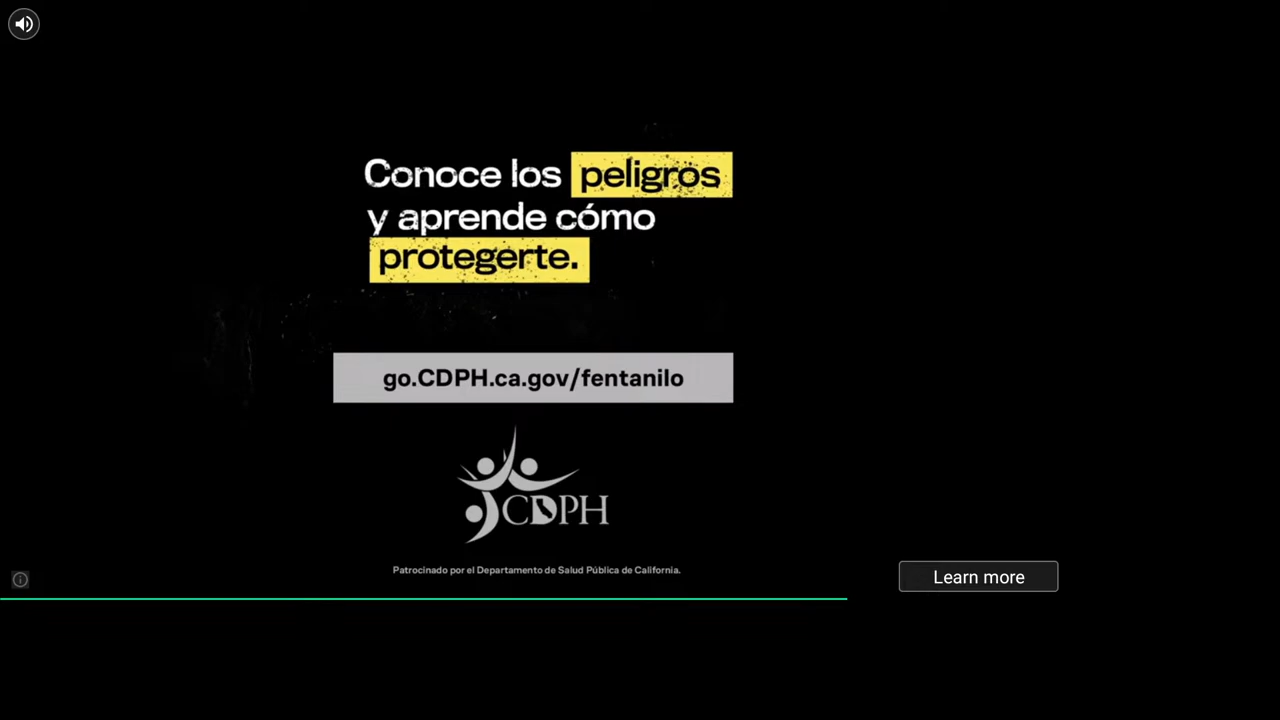 Conoce los peligros
y aprende cómo
protegerte.
go.CDPH.ca.gov/fentanilo
CDPH
Patrocinado por el Departamento de Salud Pública de California.
Learn more